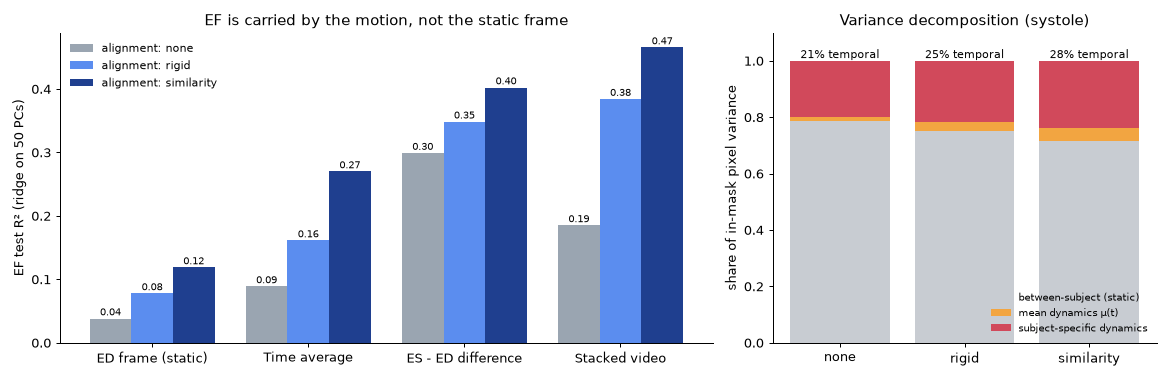 EF is carried by the motion, not the static frame
EF test R² (ridge on 50 PCs)
0.4
0.3
0.2
0.1
0.0
alignment: none
alignment: rigid
alignment: similarity
0.04
0.08
0.12
0.09
0.16
0.27
0.30
0.35
0.40
0.19
0.38
0.47
ED frame (static)
Time average
ES - ED difference
Stacked video
Variance decomposition (systole)
share of in-mask pixel variance
1.0
0.8
0.6
0.4
0.2
0.0
21% temporal
25% temporal
28% temporal
between-subject (static)
mean dynamics μ(t)
subject-specific dynamics
none
rigid
similarity